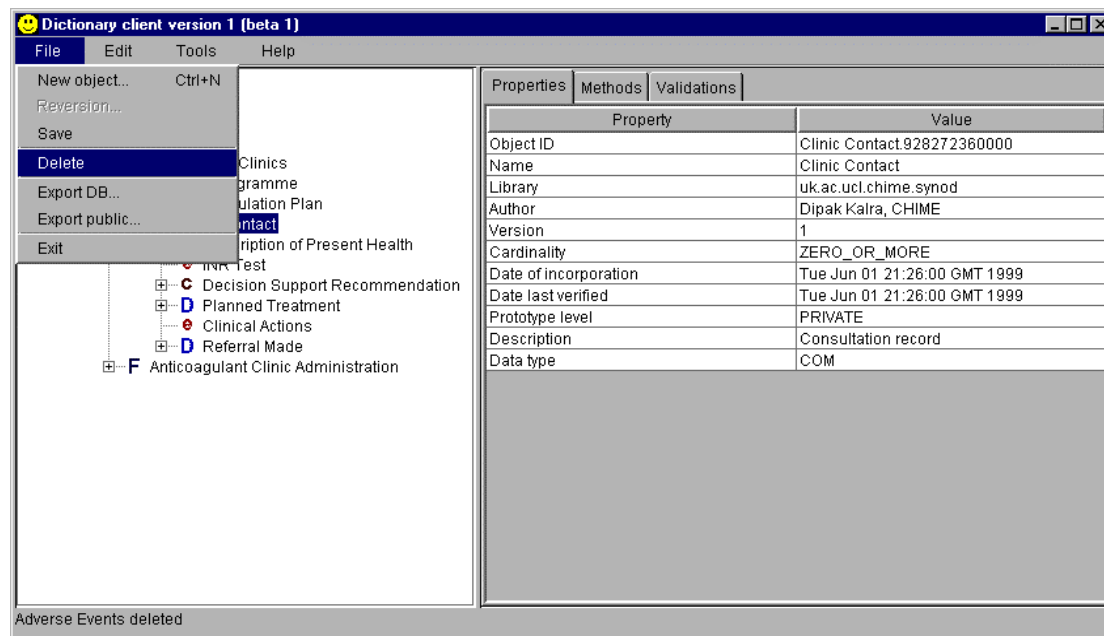 Dictionary client version 1 (beta 1)
File Edit Tools Help
New object... Ctrl+N
Reversion...
Save
Delete
Export DB...
Export public...
Exit
Clinics
gramme
ulation Plan
ntact
ription of Present Health
INR Test
C Decision Support Recommendation
D Planned Treatment
e Clinical Actions
D Referral Made
F Anticoagulant Clinic Administration
Properties Methods Validations
Property Value
Object ID Clinic Contact.928272360000
Name Clinic Contact
Library uk.ac.ucl.chime.synod
Author Dipak Kalra, CHIME
Version 1
Cardinality ZERO_OR_MORE
Date of incorporation Tue Jun 01 21:26:00 GMT 1999
Date last verified Tue Jun 01 21:26:00 GMT 1999
Prototype level PRIVATE
Description Consultation record
Data type COM
Adverse Events deleted